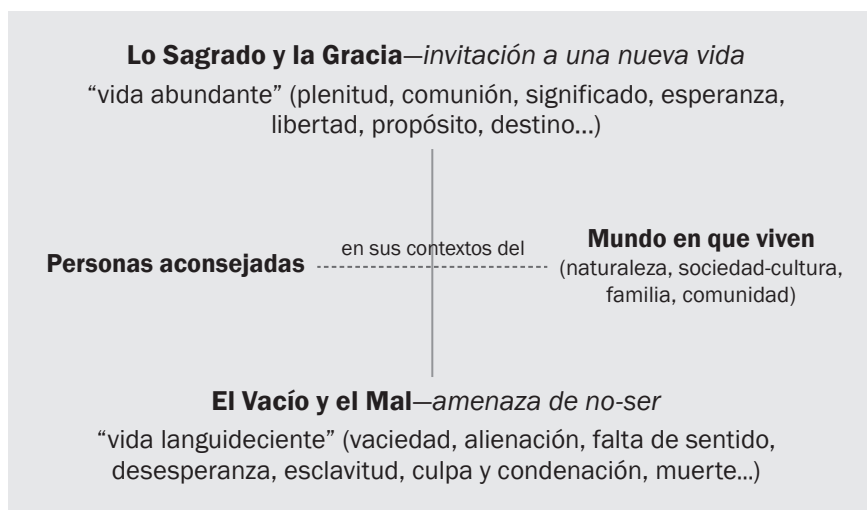 Lo Sagrado y la Gracia—invitación a una nueva vida
“vida abundante” (plenitud, comunión, significado, esperanza,
libertad, propósito, destino...)
Personas aconsejadas
en sus contextos del
Mundo en que viven
(naturaleza, sociedad-cultura,
familia, comunidad)
El Vacío y el Mal—amenaza de no-ser
“vida languideciente” (vaciedad, alienación, falta de sentido,
desesperanza, esclavitud, culpa y condenación, muerte...)